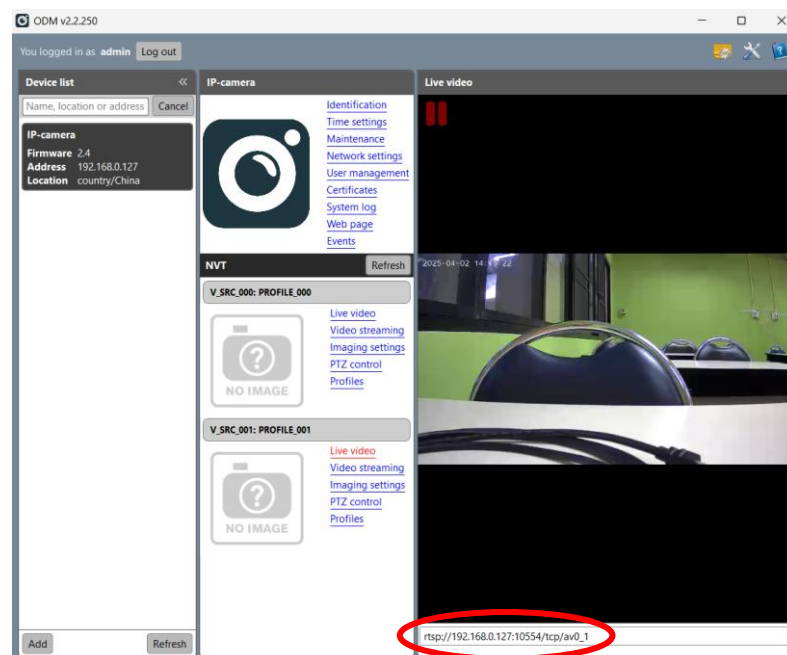 ODM v2.2.250
You logged in as admin Log out
Device list «
Name, location or address Cancel
IP-camera
Firmware 2.4
Address 192.168.0.127
Location country/China
Add Refresh
IP-camera
Identification
Time settings
Maintenance
Network settings
User management
Certificates
System log
Web page
Events
NVT Refresh
V_SRC_000: PROFILE_000
NO IMAGE
Live video
Video streaming
Imaging settings
PTZ control
Profiles
V_SRC_001: PROFILE_001
NO IMAGE
Live video
Video streaming
Imaging settings
PTZ control
Profiles
Live video
2025-04-02
rtsp://192.168.0.127:10554/tcp/av0_1